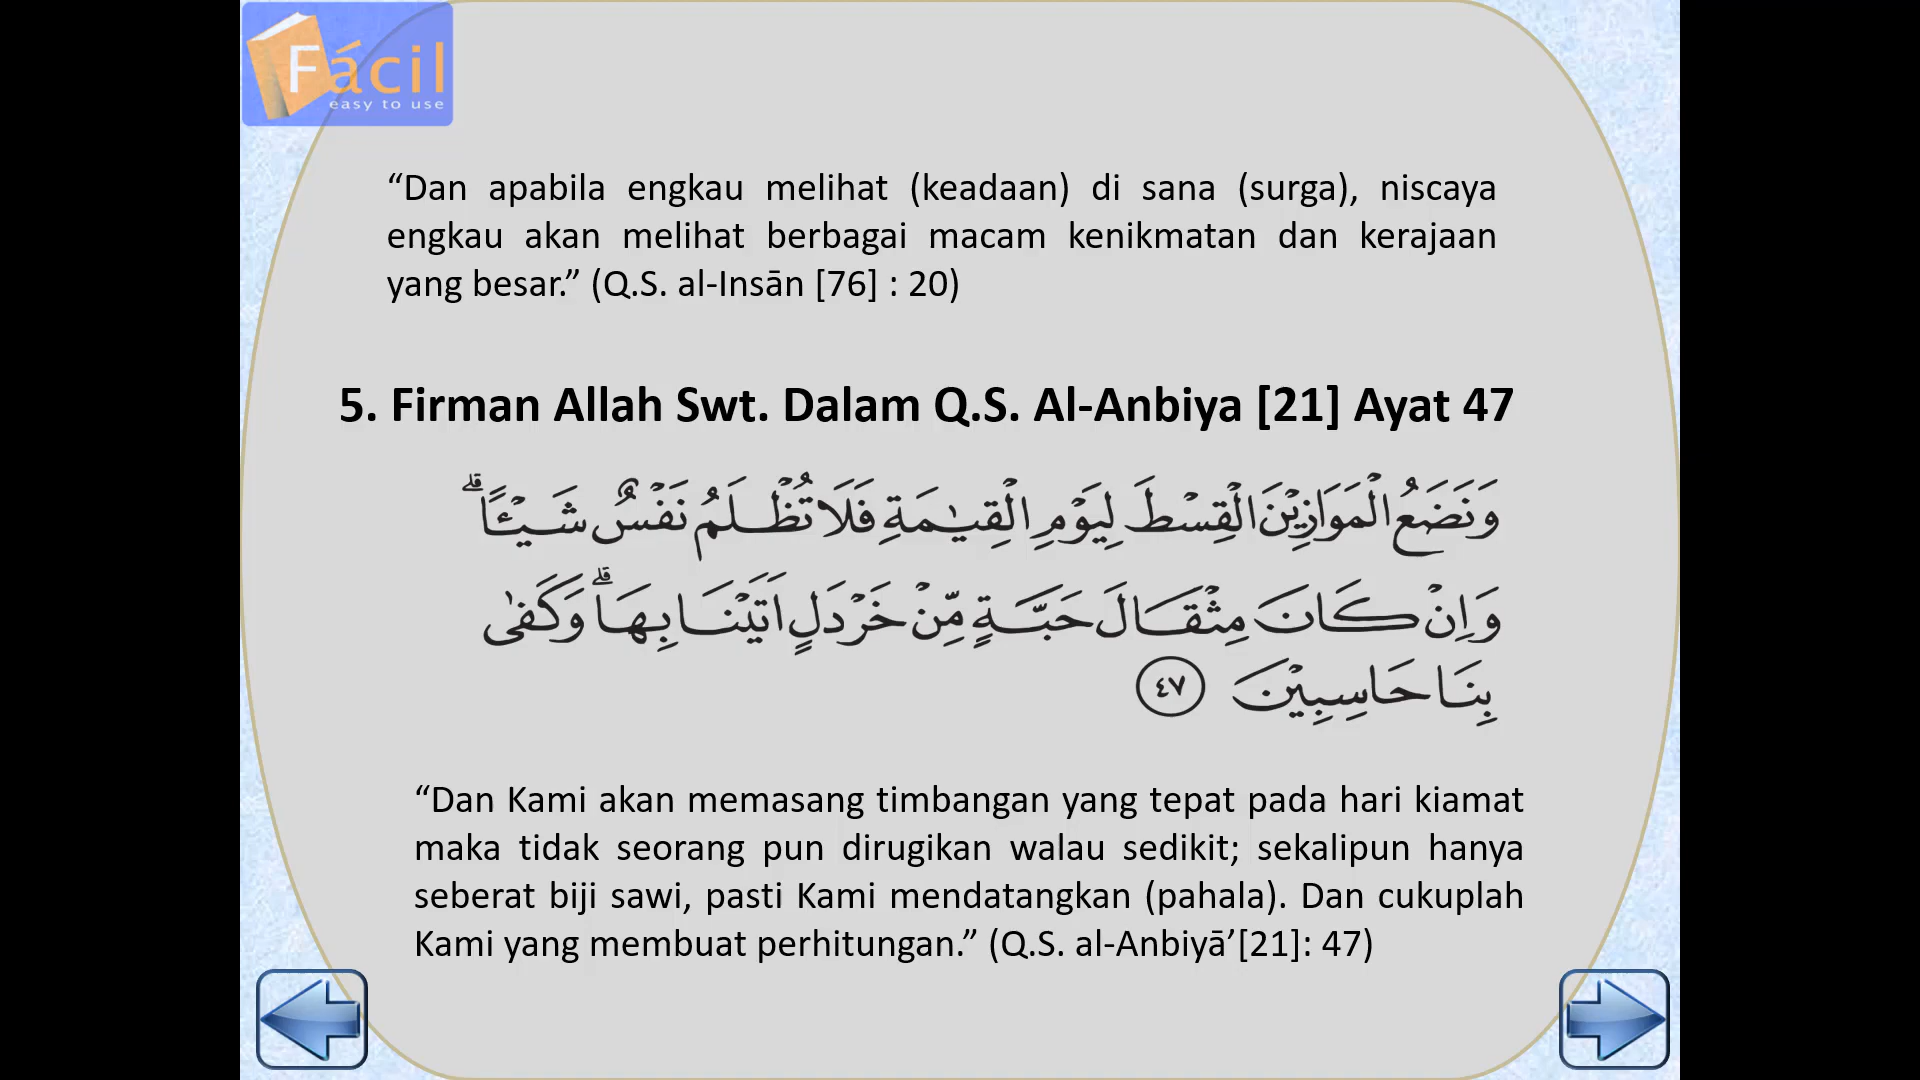 Fácil
easy to use
“Dan apabila engkau melihat (keadaan) di sana (surga), niscaya
engkau akan melihat berbagai macam kenikmatan dan kerajaan
yang besar.” (Q.S. al-Insān [76] : 20)
5. Firman Allah Swt. Dalam Q.S. Al-Anbiya [21] Ayat 47
وَنَضَعُ الْمَوَازِيْنَ الْقِسْطَ لِيَوْمِ الْقِيٰمَةِ فَلَا تُظْلَمُ نَفْسٌ شَيْـًٔاۗ
وَاِنْ كَانَ مِثْقَالَ حَبَّةٍ مِّنْ خَرْدَلٍ اَتَيْنَا بِهَاۗ وَكَفٰى
بِنَا حَاسِبِيْنَ ٤٧
“Dan Kami akan memasang timbangan yang tepat pada hari kiamat
maka tidak seorang pun dirugikan walau sedikit; sekalipun hanya
seberat biji sawi, pasti Kami mendatangkan (pahala). Dan cukuplah
Kami yang membuat perhitungan.” (Q.S. al-Anbiyā’[21]: 47)